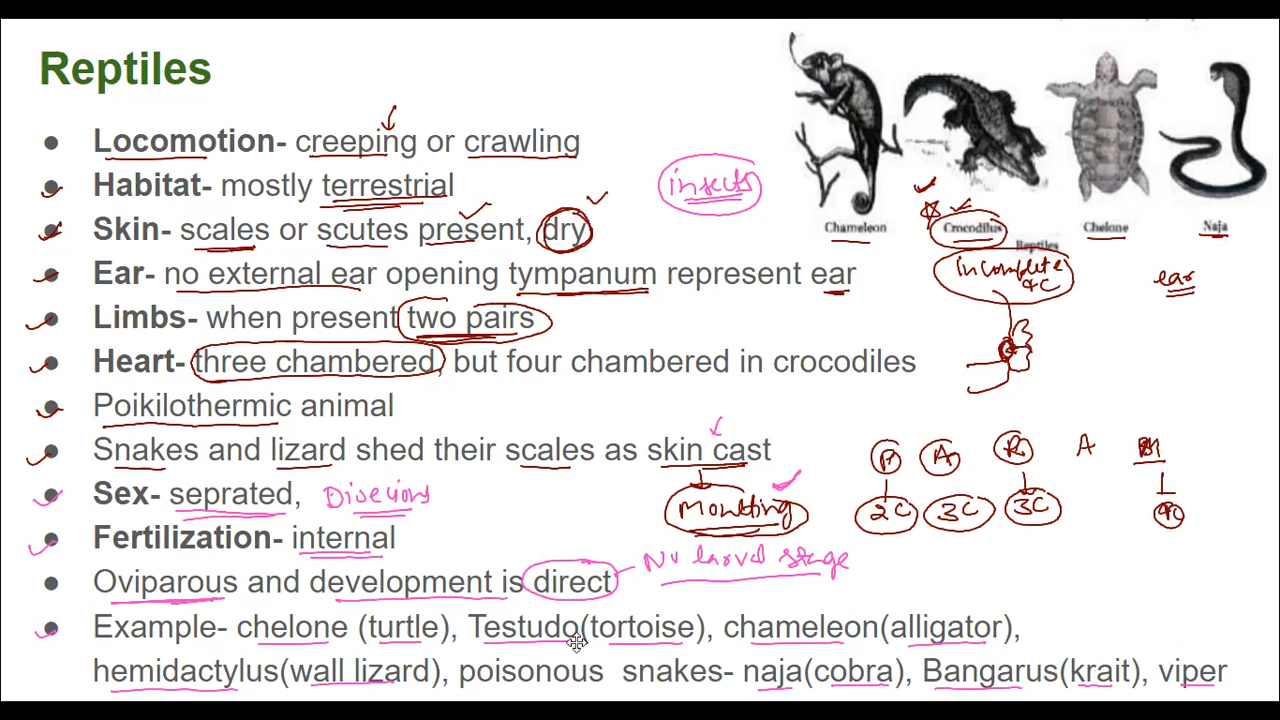 Reptiles
● Locomotion- creeping or crawling
● Habitat- mostly terrestrial
insects
● Skin- scales or scutes present, dry
Chameleon Crocodilus Chelone Naja
Reptiles
● Ear- no external ear opening tympanum represent ear
incomplete
4C
ear
● Limbs- when present two pairs
● Heart- three chambered, but four chambered in crocodiles
● Poikilothermic animal
● Snakes and lizard shed their scales as skin cast
P A R A M
● Sex- seprated, Disecions
Moulting
2C 3C 3C 4C
● Fertilization- internal
No larval stage
● Oviparous and development is direct
● Example- chelone (turtle), Testudo(tortoise), chameleon(alligator),
hemidactylus(wall lizard), poisonous snakes- naja(cobra), Bangarus(krait), viper